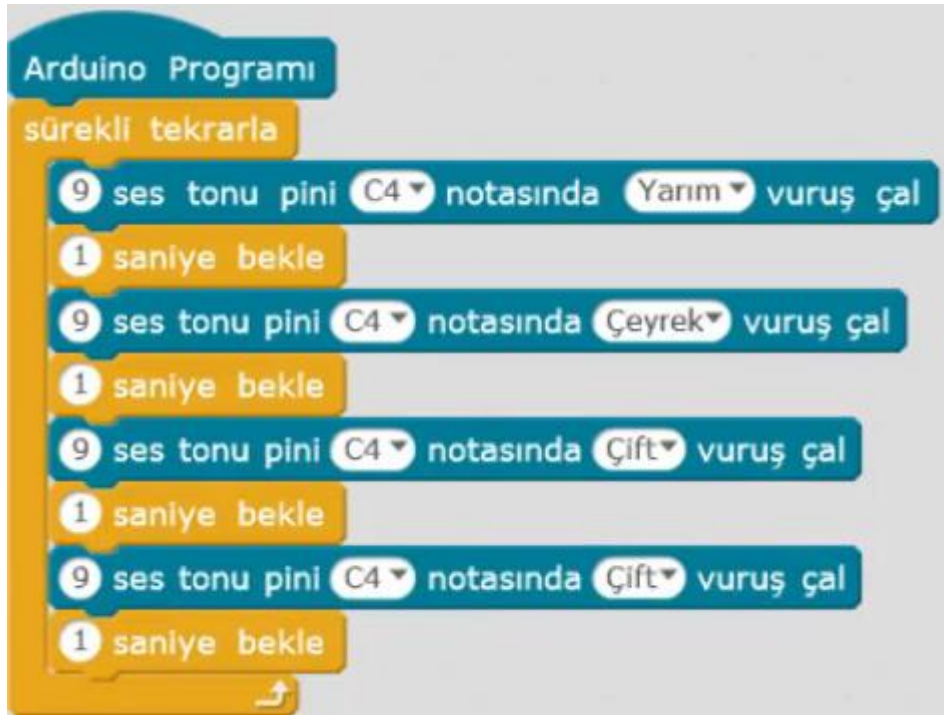 Arduino Programı
sürekli tekrarla
9 ses tonu pini C4 notasında Yarım vuruş çal
1 saniye bekle
9 ses tonu pini C4 notasında Çeyrek vuruş çal
1 saniye bekle
9 ses tonu pini C4 notasında Çift vuruş çal
1 saniye bekle
9 ses tonu pini C4 notasında Çift vuruş çal
1 saniye bekle